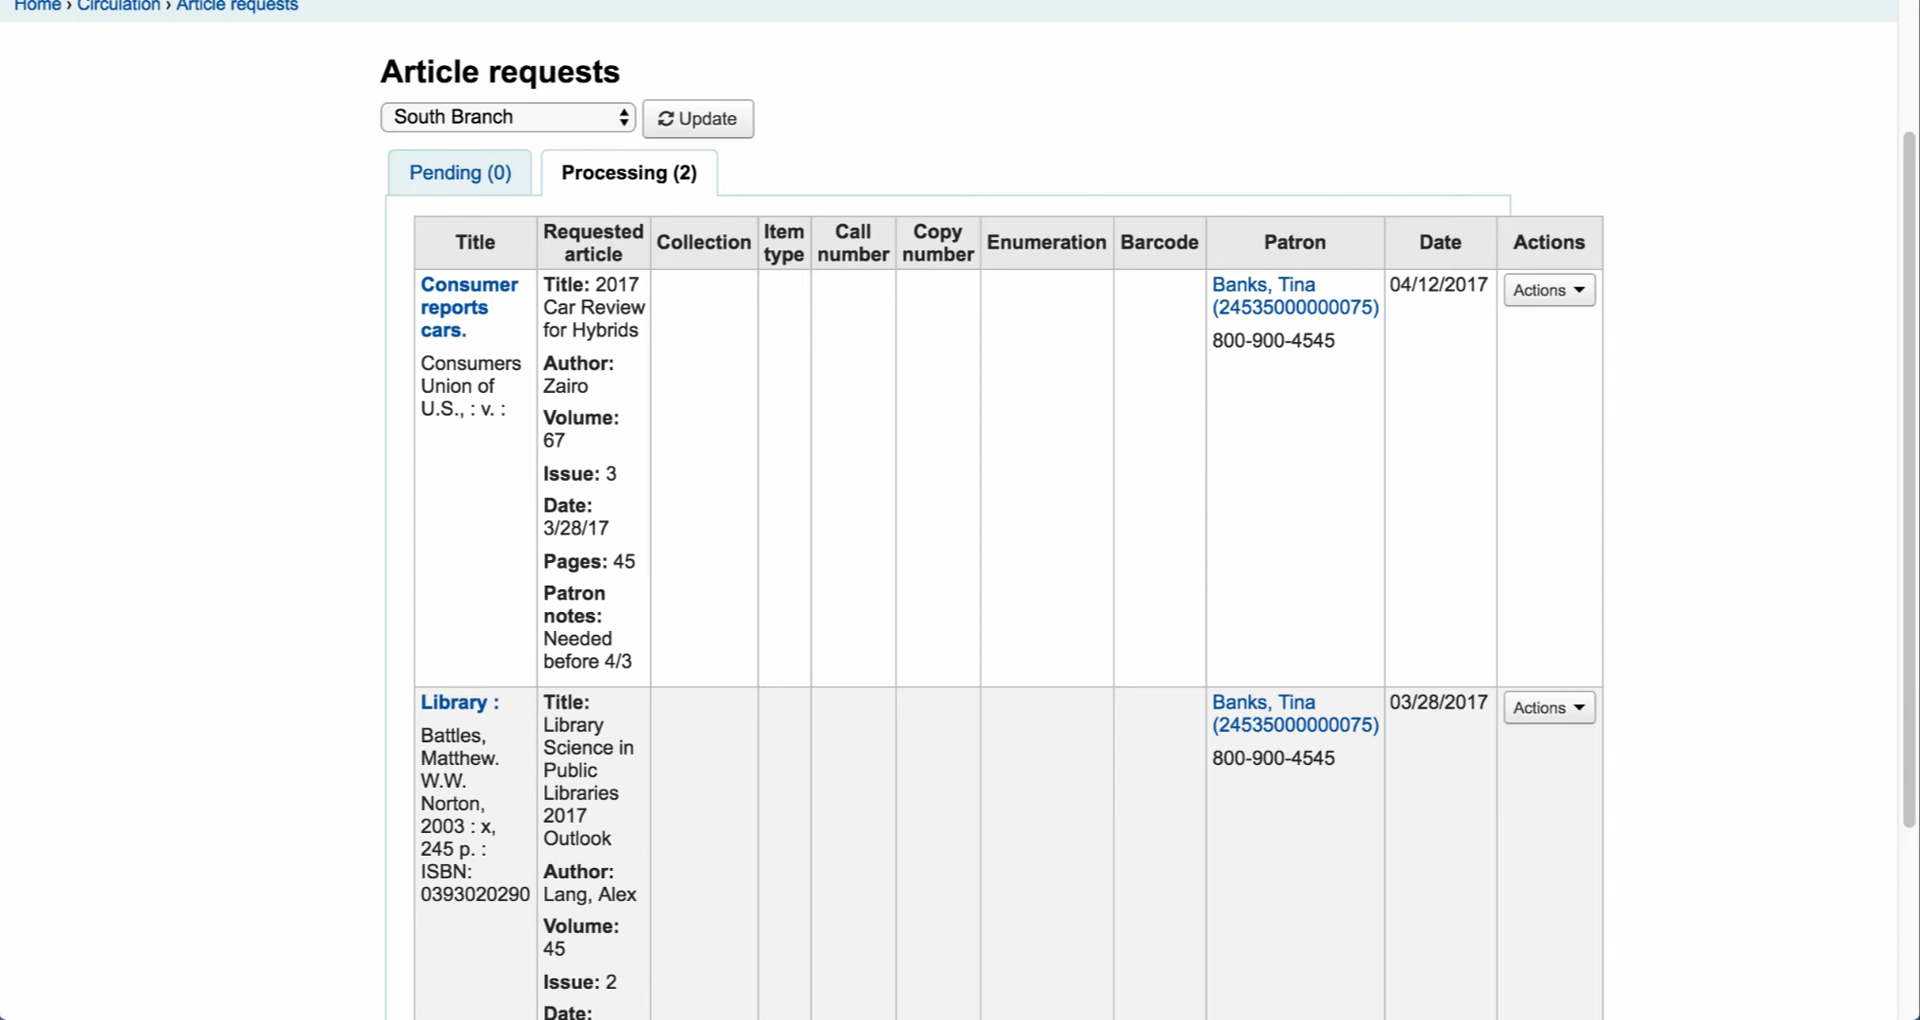 Home › Circulation › Article requests
Article requests
South Branch
Update
Pending (0)
Processing (2)
Title
Requested
article
Collection
Item
type
Call
number
Copy
number
Enumeration
Barcode
Patron
Date
Actions
Consumer
reports
cars.
Consumers
Union of
U.S., : v. :
Title: 2017
Car Review
for Hybrids
Author:
Zairo
Volume:
67
Issue: 3
Date:
3/28/17
Pages: 45
Patron
notes:
Needed
before 4/3
Banks, Tina
(24535000000075)
800-900-4545
04/12/2017
Actions
Library :
Battles,
Matthew.
W.W.
Norton,
2003 : x,
245 p. :
ISBN:
0393020290
Title:
Library
Science in
Public
Libraries
2017
Outlook
Author:
Lang, Alex
Volume:
45
Issue: 2
Date:
Banks, Tina
(24535000000075)
800-900-4545
03/28/2017
Actions